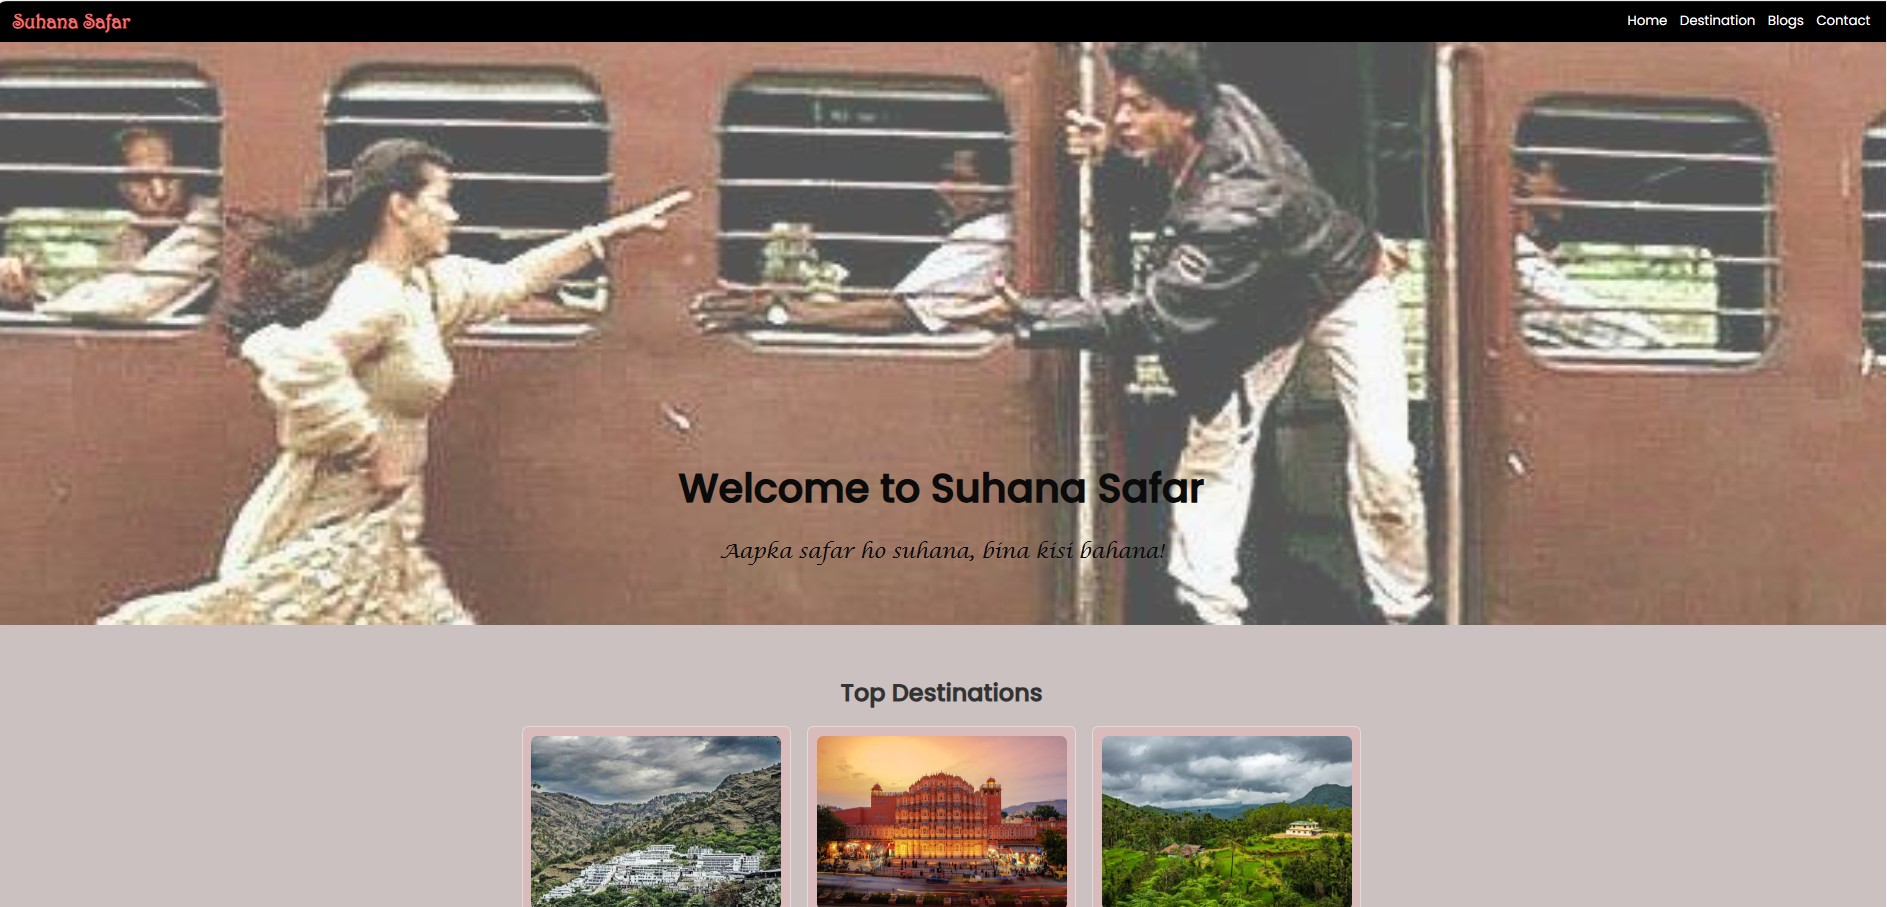 Suhana Safar
Home Destination Blogs Contact
Welcome to Suhana Safar
Aapka safar ho suhana, bina kisi bahana!
Top Destinations